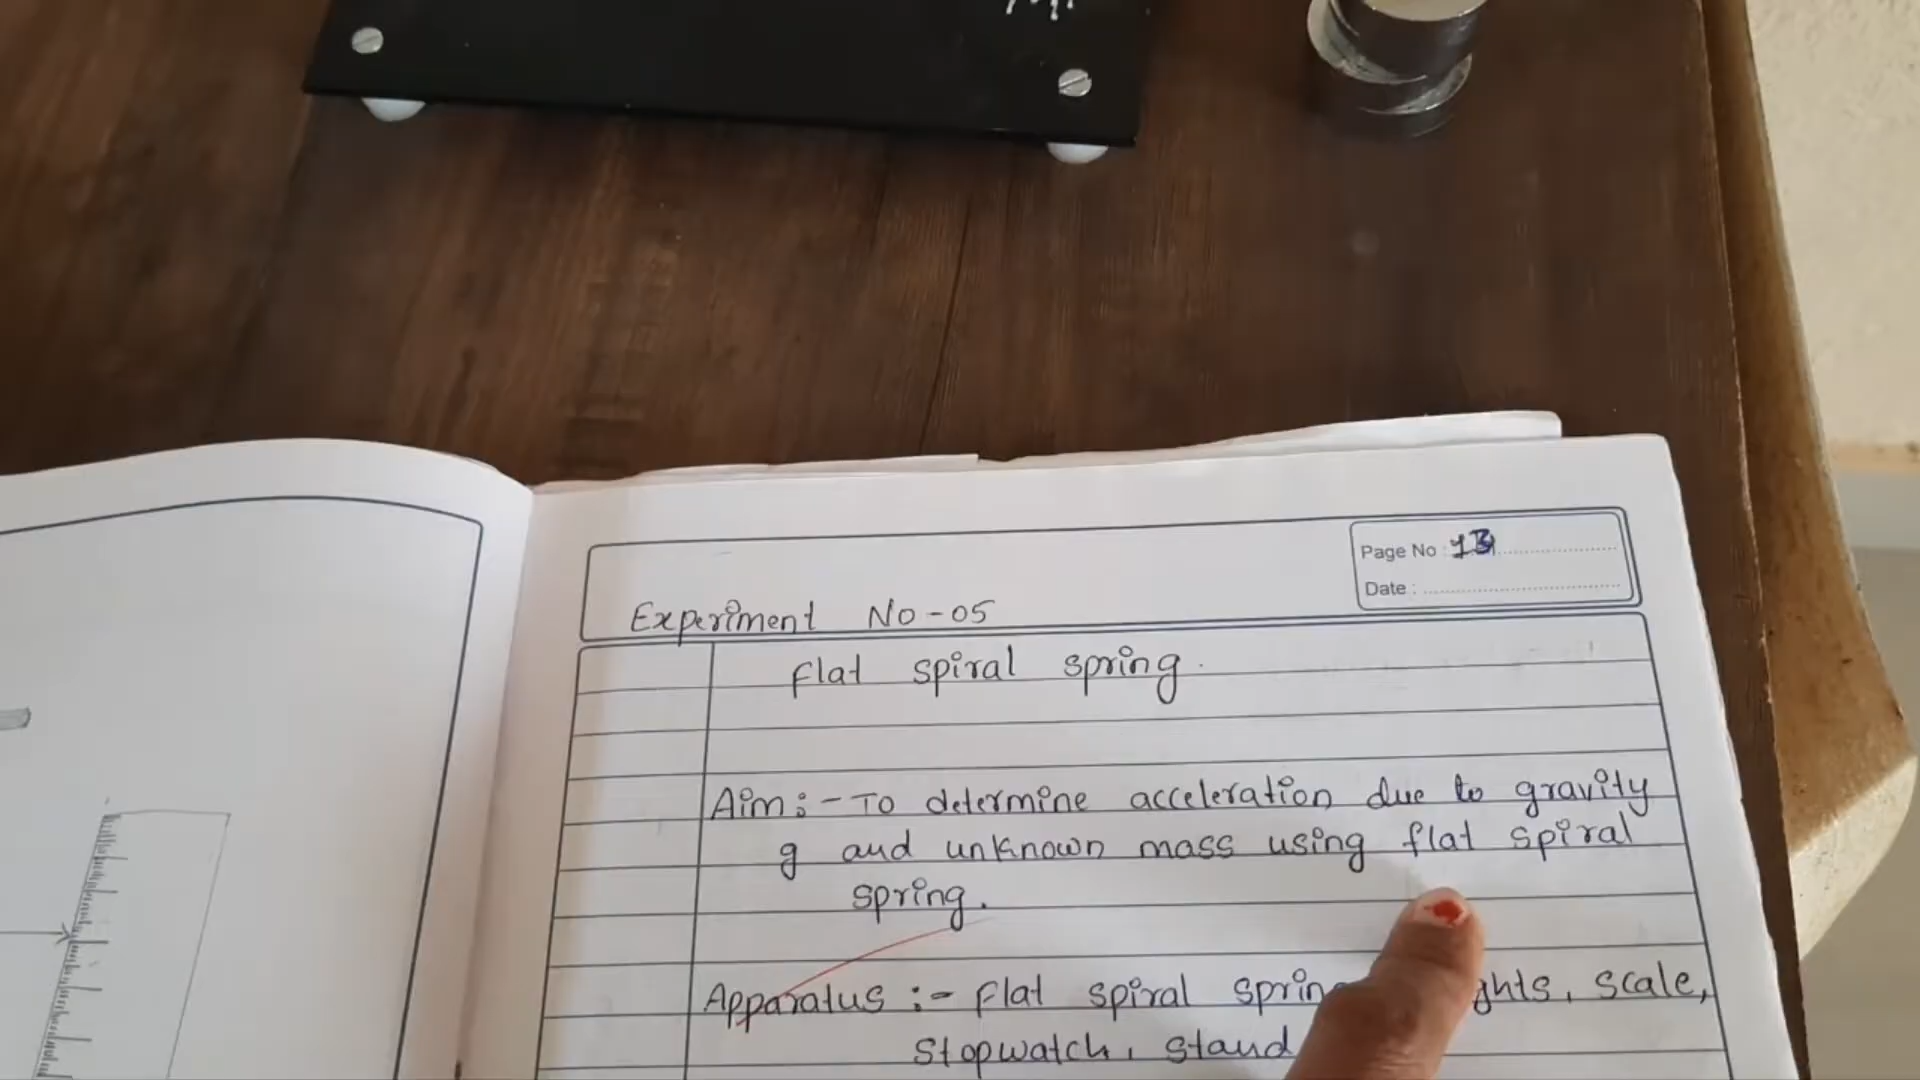 Page No : 13
Date :
Experiment No - 05
Flat spiral spring.
Aim :- To determine acceleration due to gravity
g and unknown mass using flat spiral
spring.
Apparatus :- Flat spiral scale,
Stopwatch, stand